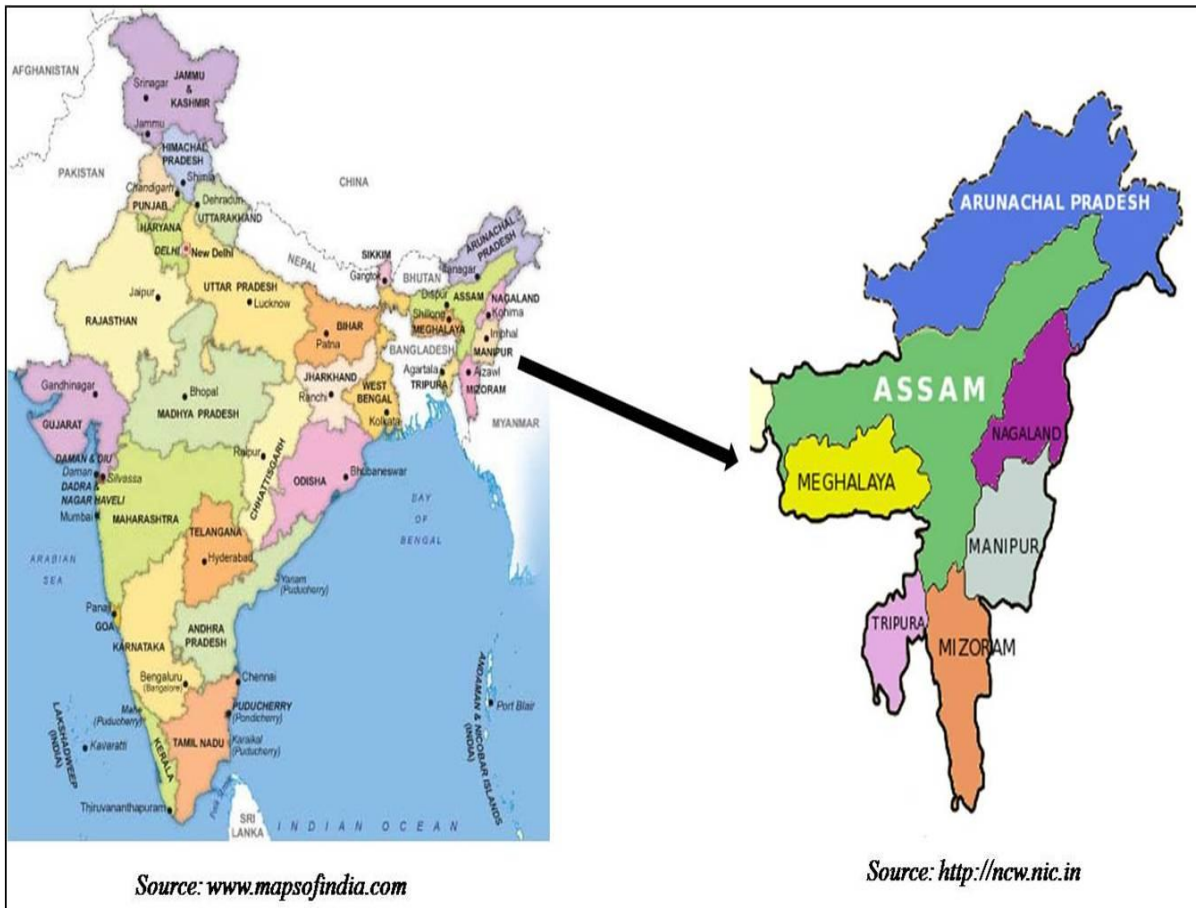 AFGHANISTAN
JAMMU
&
KASHMIR
Srinagar
Jammu
HIMACHAL
PRADESH
Shimla
PAKISTAN
CHINA
Chandigarh
PUNJAB
Dehradun
UTTARAKHAND
HARYANA
DELHI
New Delhi
NEPAL
SIKKIM
Gangtok
BHUTAN
ARUNACHAL
PRADESH
Itanagar
Jaipur
RAJASTHAN
UTTAR PRADESH
Lucknow
BIHAR
Patna
Dispur
ASSAM
NAGALAND
Shillong
MEGHALAYA
Kohima
Imphal
MANIPUR
BANGLADESH
Agartala
TRIPURA
Aizawl
MIZORAM
MYANMAR
Gandhinagar
GUJARAT
Bhopal
MADHYA PRADESH
JHARKHAND
Ranchi
WEST
BENGAL
Kolkata
DAMAN & DIU
Daman
Silvassa
DADRA &
NAGAR HAVELI
Mumbai
MAHARASHTRA
Raipur
CHHATTISGARH
ODISHA
Bhubaneswar
BAY
OF
BENGAL
ARABIAN
SEA
TELANGANA
Hyderabad
Yanam
(Puducherry)
Panaji
GOA
KARNATAKA
ANDHRA
PRADESH
Bengaluru
(Bangalore)
Chennai
Mahe
(Puducherry)
PUDUCHERRY
(Pondicherry)
Karaikal
(Puducherry)
TAMIL NADU
KERALA
LAKSHADWEEP
(INDIA)
Kavaratti
Thiruvananthapuram
SRI
LANKA
INDIAN OCEAN
ANDAMAN & NICOBAR ISLANDS
(INDIA)
Port Blair
Source: www.mapsofindia.com
ARUNACHAL PRADESH
ASSAM
NAGALAND
MEGHALAYA
MANIPUR
TRIPURA
MIZORAM
Source: http://ncw.nic.in